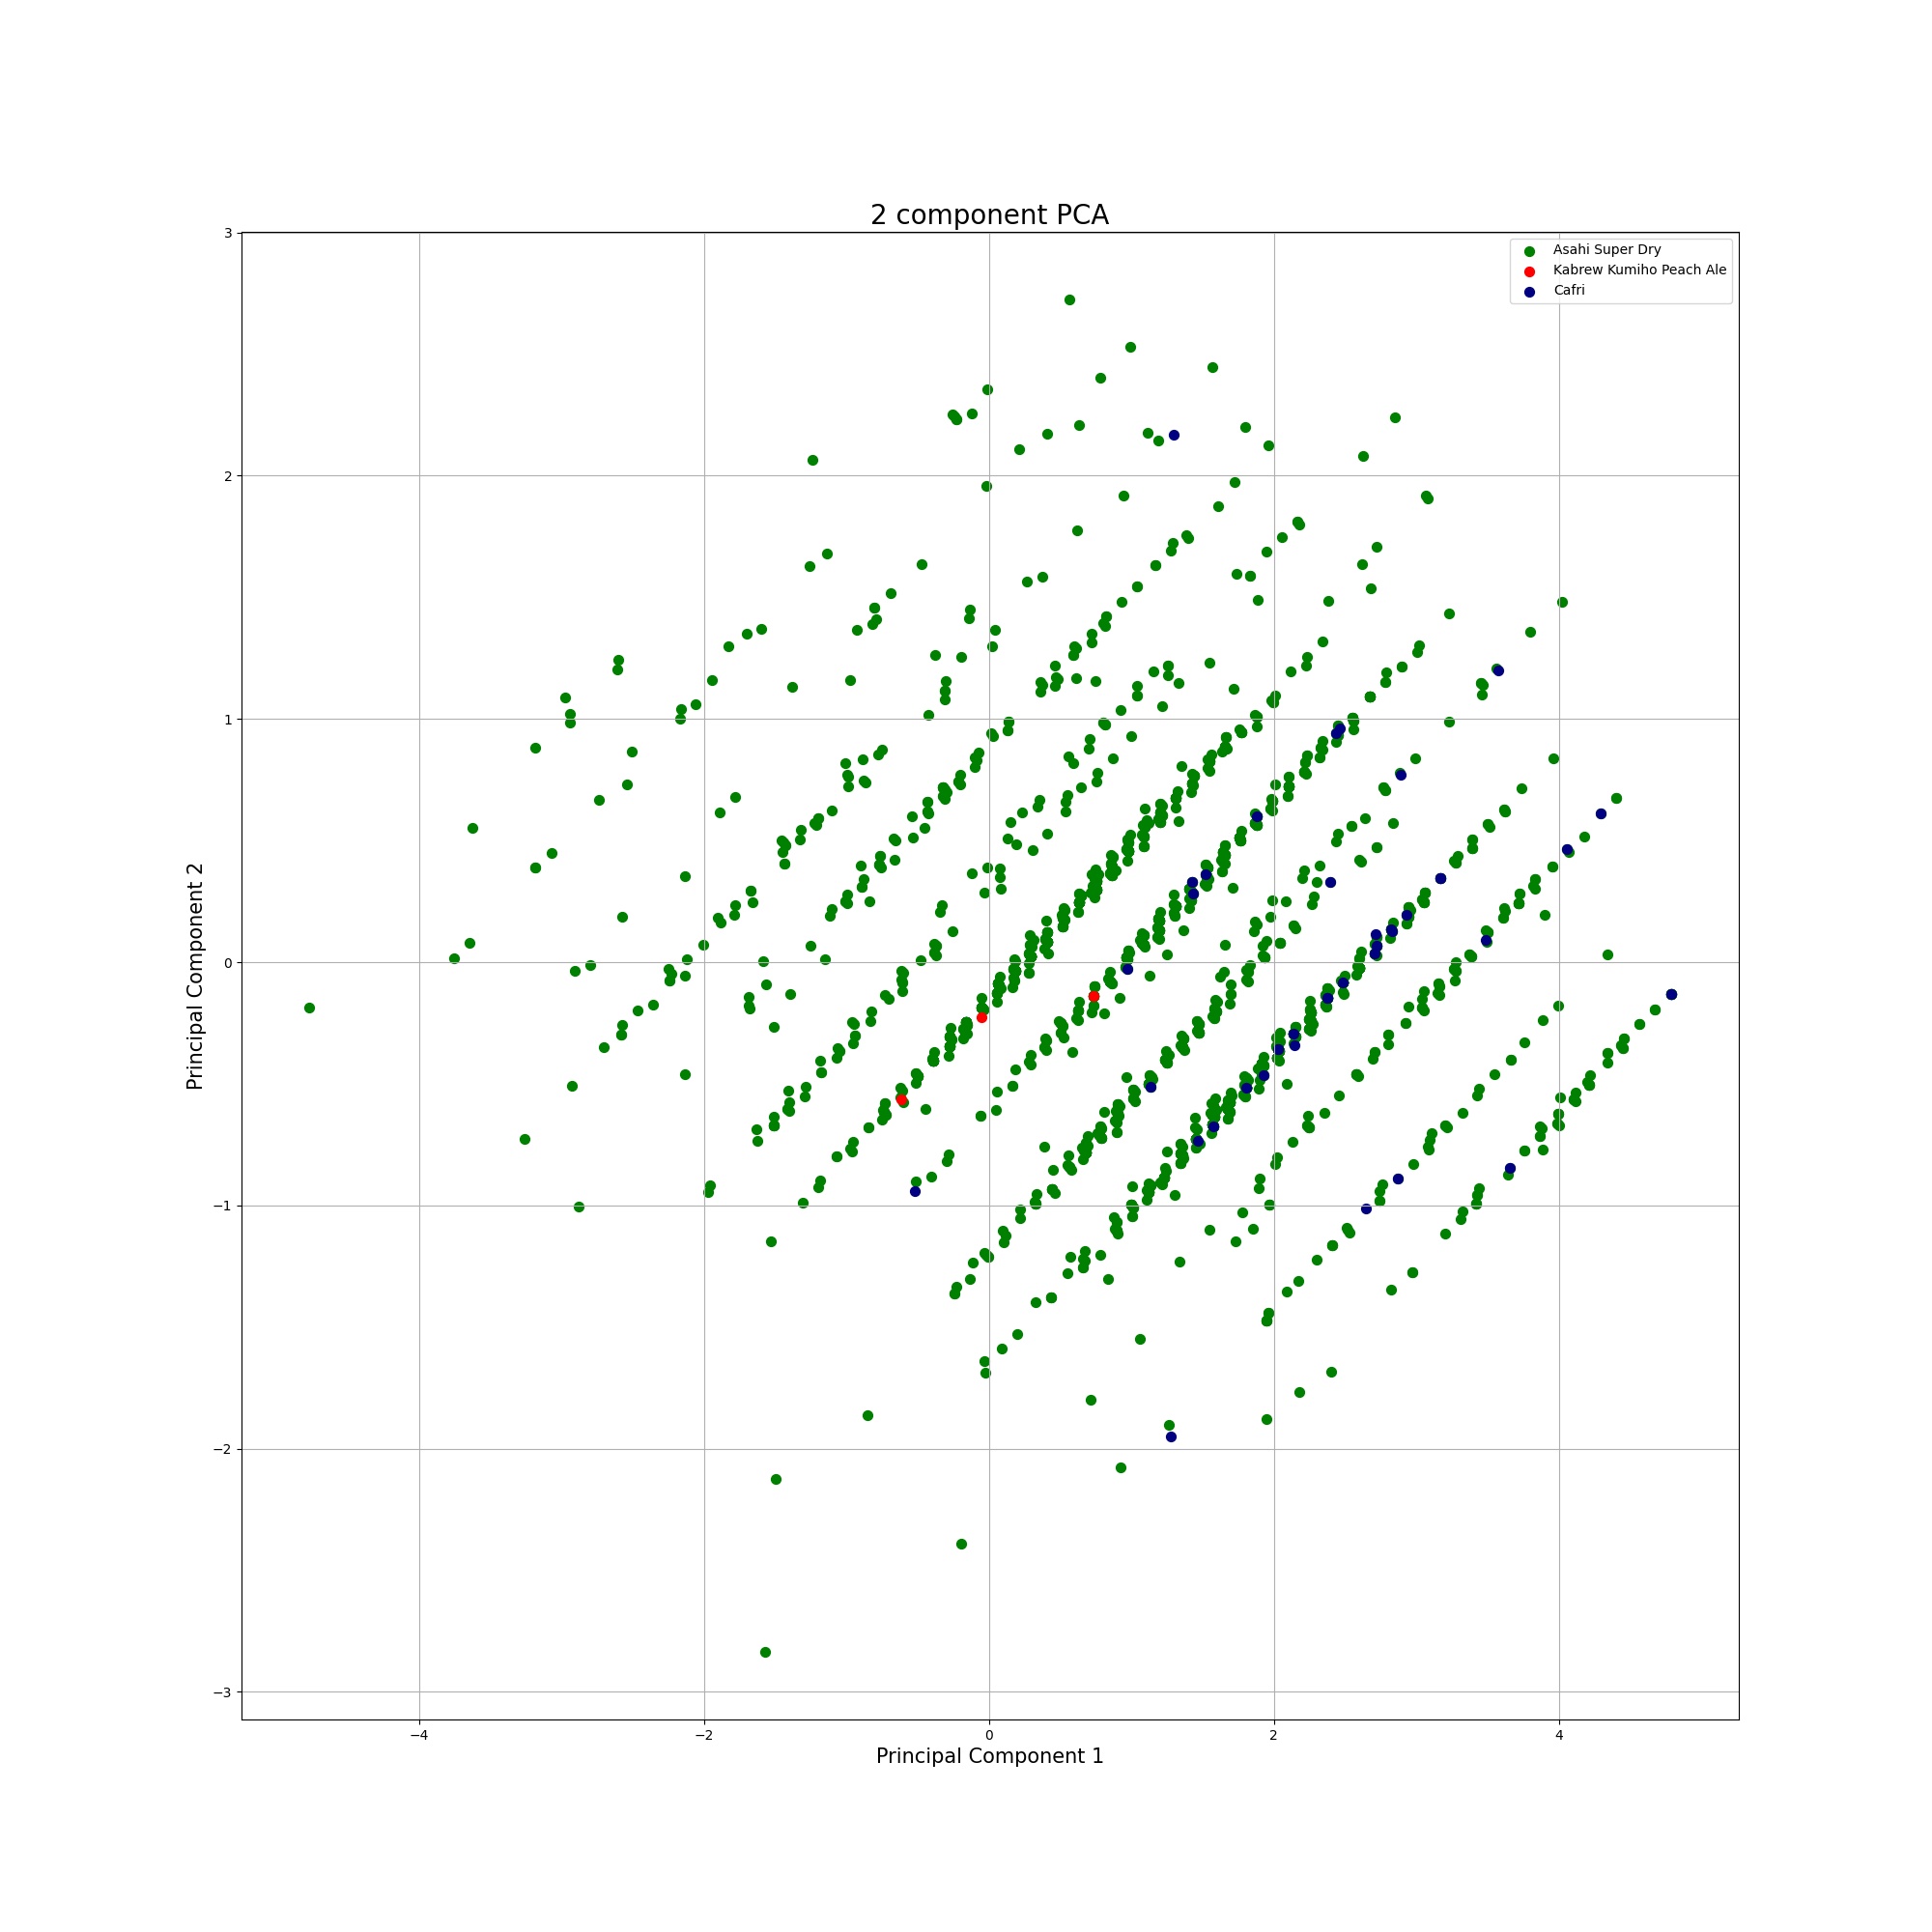 2 component PCA
Asahi Super Dry
Kabrew Kumiho Peach Ale
Cafri
3
2
1
0
−1
−2
−3
Principal Component 2
−4
−2
0
2
4
Principal Component 1